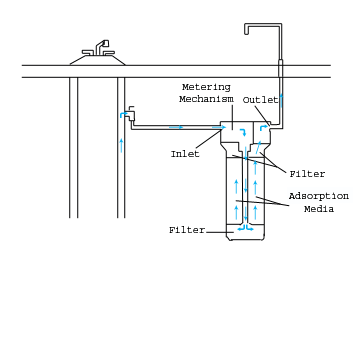 Metering
Mechanism
Outlet
Inlet
Filter
Adsorption
Media
Filter